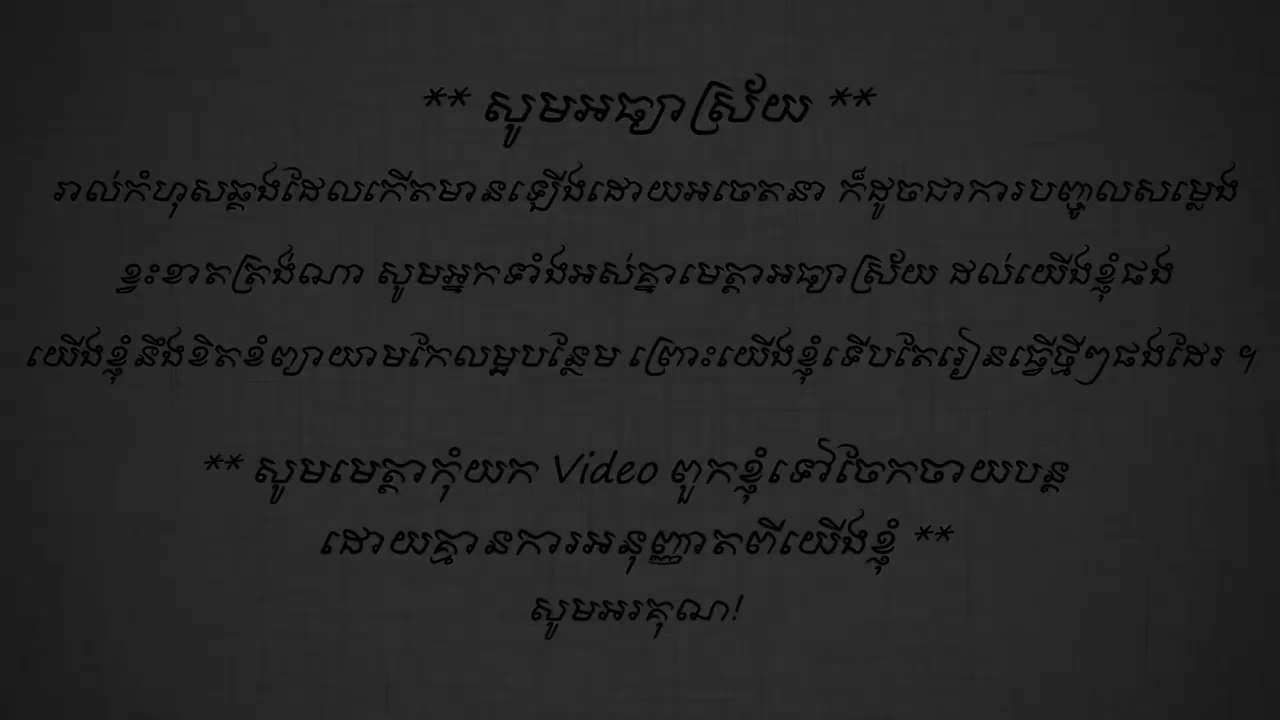 ** សូមអធ្យាស្រ័យ **
រាល់កំហុសឆ្គងដែលកើតមានឡើងដោយអចេតនា ក៏ដូចជាការបញ្ចូលសម្លេង
ខ្វះខាតត្រង់ណា សូមអ្នកទាំងអស់គ្នាមេត្តាអធ្យាស្រ័យ ដល់យើងខ្ញុំផង
យើងខ្ញុំនឹងខិតខំព្យាយាមកែលម្អបន្ថែម ព្រោះយើងខ្ញុំទើបតែរៀនធ្វើថ្មីៗផងដែរ ។
** សូមមេត្តាកុំយក Video ពួកខ្ញុំទៅចែកចាយបន្ត
ដោយគ្មានការអនុញ្ញាតពីយើងខ្ញុំ **
សូមអរគុណ!